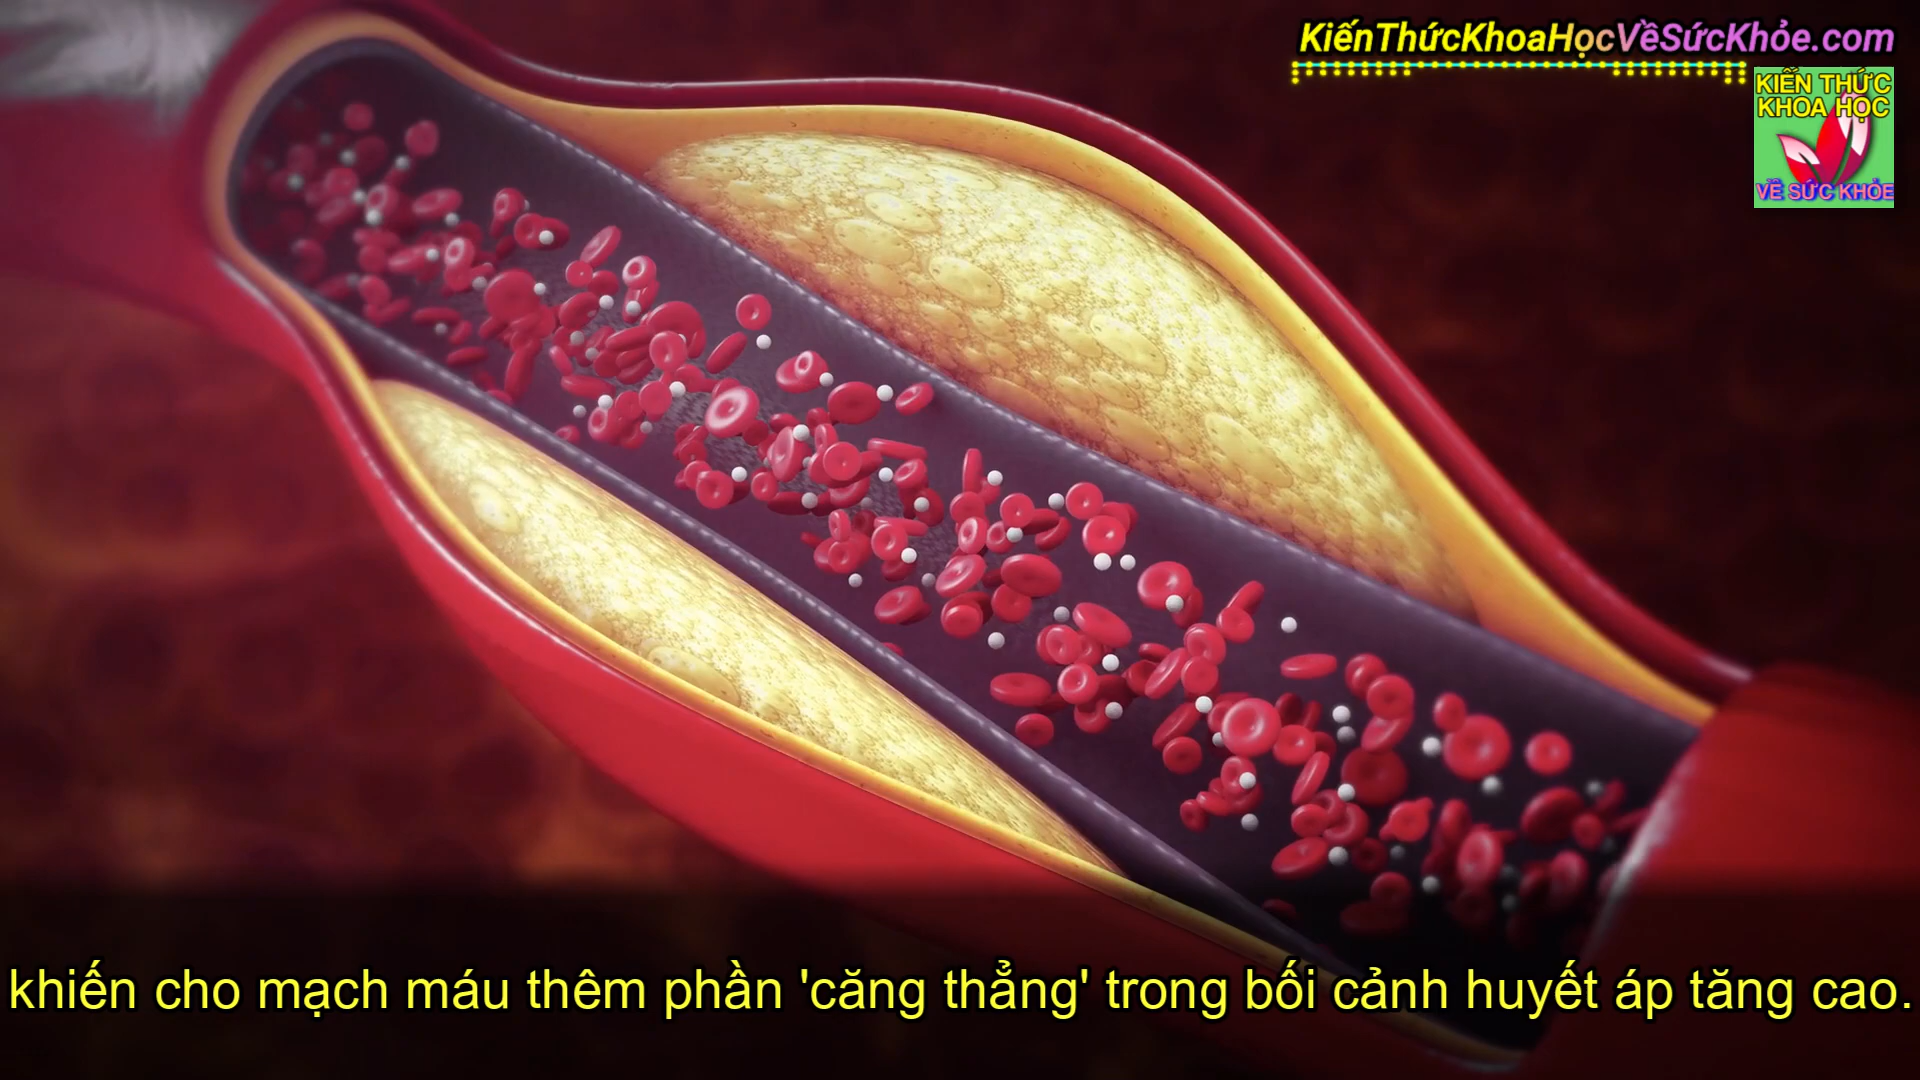 KiếnThứcKhoaHọcVềSứcKhỏe.com
KIẾN THỨC
KHOA HỌC
VỀ SỨC KHỎE
khiến cho mạch máu thêm phần 'căng thẳng' trong bối cảnh huyết áp tăng cao.